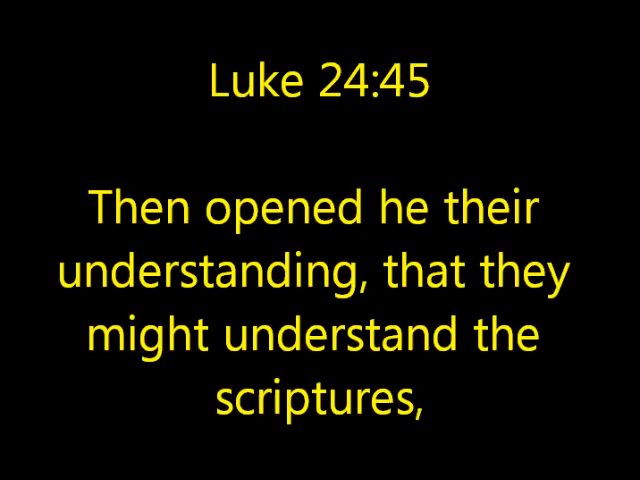 Luke 24:45
Then opened he their
understanding, that they
might understand the
scriptures,